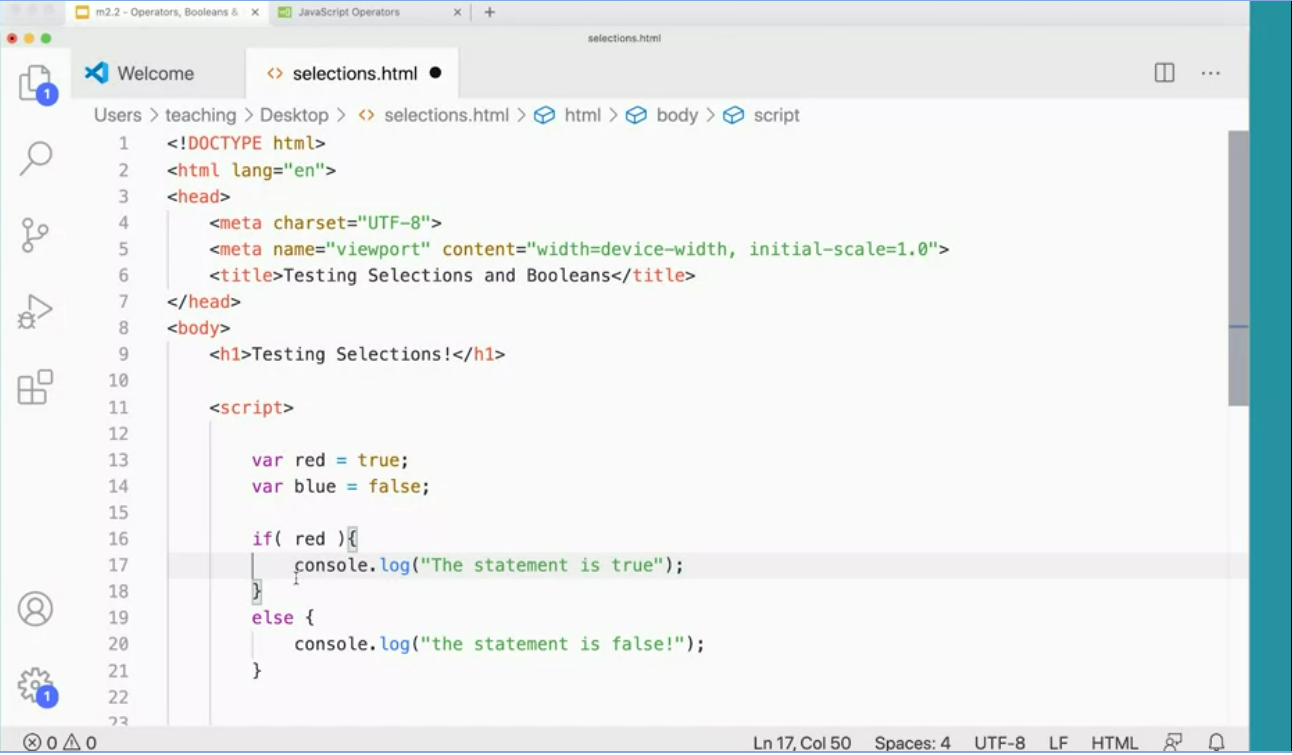 m2.2 - Operators, Booleans &
JavaScript Operators
selections.html
Welcome
selections.html
Users > teaching > Desktop > selections.html > html > body > script
1 <!DOCTYPE html>
2 <html lang="en">
3 <head>
4 <meta charset="UTF-8">
5 <meta name="viewport" content="width=device-width, initial-scale=1.0">
6 <title>Testing Selections and Booleans</title>
7 </head>
8 <body>
9 <h1>Testing Selections!</h1>
10
11 <script>
12
13 var red = true;
14 var blue = false;
15
16 if( red ){
17 console.log("The statement is true");
18 }
19 else {
20 console.log("the statement is false!");
21 }
22
23
1
1
0 0
Ln 17, Col 50 Spaces: 4 UTF-8 LF HTML